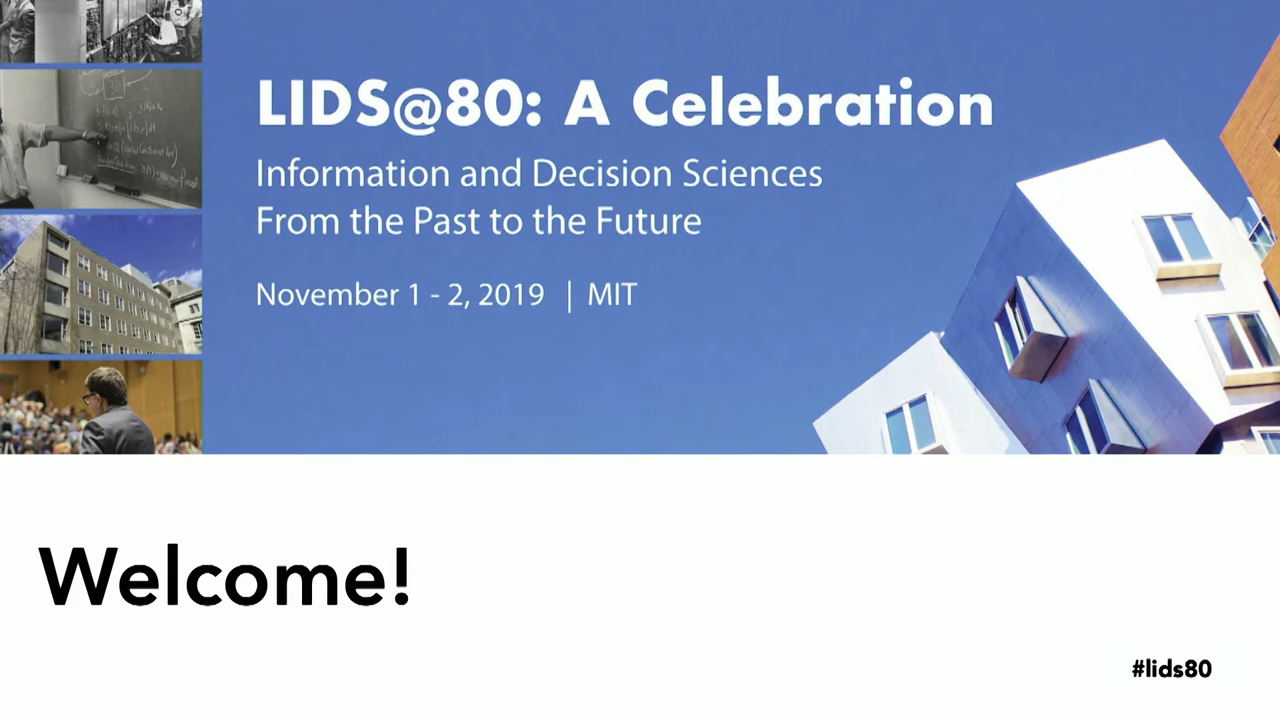 LIDS@80: A Celebration
Information and Decision Sciences
From the Past to the Future
November 1 - 2, 2019 | MIT
Welcome!
#lids80